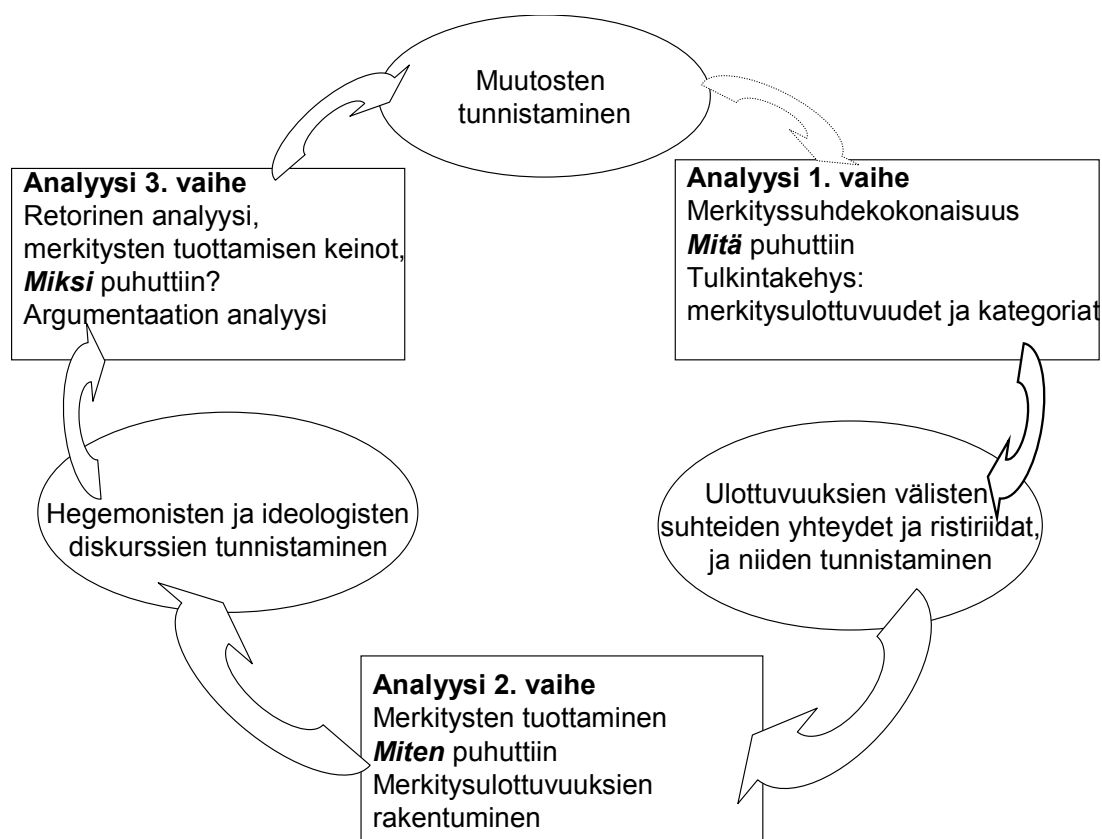 Muutosten
tunnistaminen
Analyysi 3. vaihe
Retorinen analyysi,
merkitysten tuottamisen keinot,
Miksi puhuttiin?
Argumentaation analyysi
Analyysi 1. vaihe
Merkityssuhdekokonaisuus
Mitä puhuttiin
Tulkintakehys:
merkitysulottuvuudet ja kategoriat
Hegemonisten ja ideologisten
diskurssien tunnistaminen
Ulottuvuuksien välisten
suhteiden yhteydet ja ristiriidat,
ja niiden tunnistaminen
Analyysi 2. vaihe
Merkitysten tuottaminen
Miten puhuttiin
Merkitysulottuvuuksien
rakentuminen